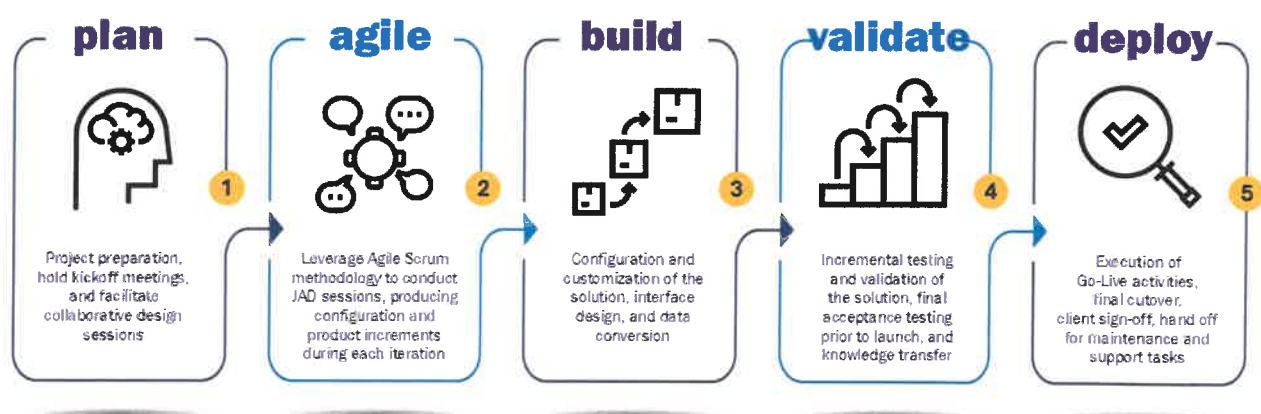 plan
1
Project preparation,
hold kickoff meetings,
and facilitate
collaborative design
sessions
agile
2
Leverage Agile Scrum
methodology to conduct
JAD sessions, producing
configuration and
product increments
during each iteration
build
3
Configuration and
customization of the
solution, interface
design, and data
conversion
validate
4
Incremental testing
and validation of
the solution, final
acceptance testing
prior to launch, and
knowledge transfer
deploy
5
Execution of
Go-Live activities,
final cutover,
client sign-off, hand off
for maintenance and
support tasks